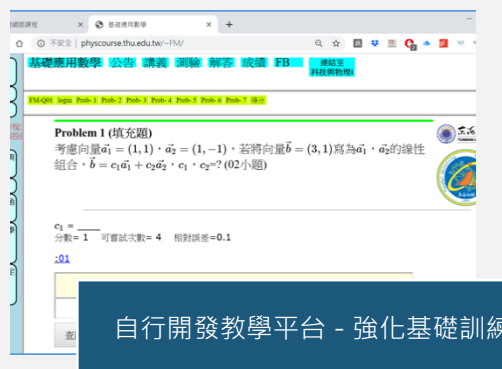 網路課程
基礎應用數學
不安全 | physcourse.thu.edu.tw/~FM/
基礎應用數學 公告 講義 測驗 解答 成績 FB 連結至
科技與物理I
FM-Q01 login Prob-1 Prob-2 Prob-3 Prob-4 Prob-5 Prob-6 Prob-7 得分
Problem 1 (填充題)
考慮向量a⃗₁ = (1, 1)，a⃗₂ = (1, −1)，若將向量b⃗ = (3, 1)寫為a⃗₁，a⃗₂的線性
組合，b⃗ = c₁a⃗₁ + c₂a⃗₂，c₁，c₂=? (02小題)
c₁ = ____
分數= 1 可嘗試次數= 4 相對誤差=0.1
:01
自行開發教學平台 - 強化基礎訓練